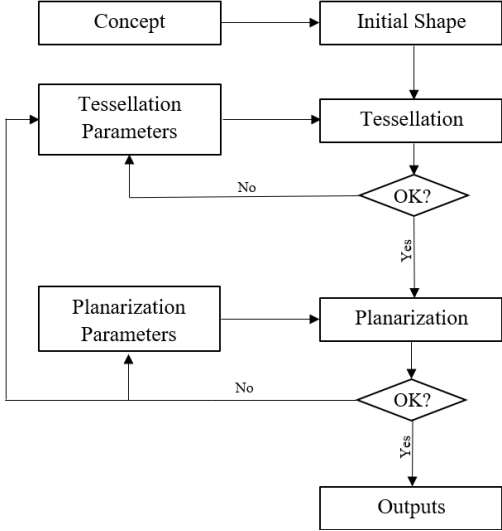 Concept
Initial Shape
Tessellation
Parameters
Tessellation
No
OK?
Yes
Planarization
Parameters
Planarization
No
OK?
Yes
Outputs